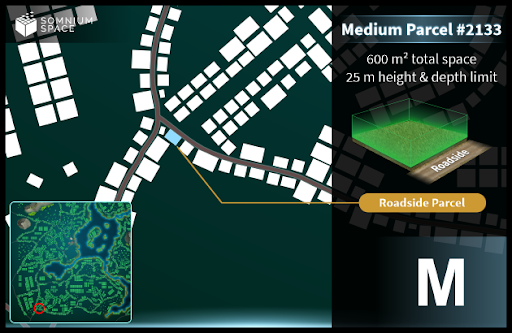 SOMNIUM
SPACE
Medium Parcel #2133
600 m² total space
25 m height & depth limit
Roadside
Roadside Parcel
M